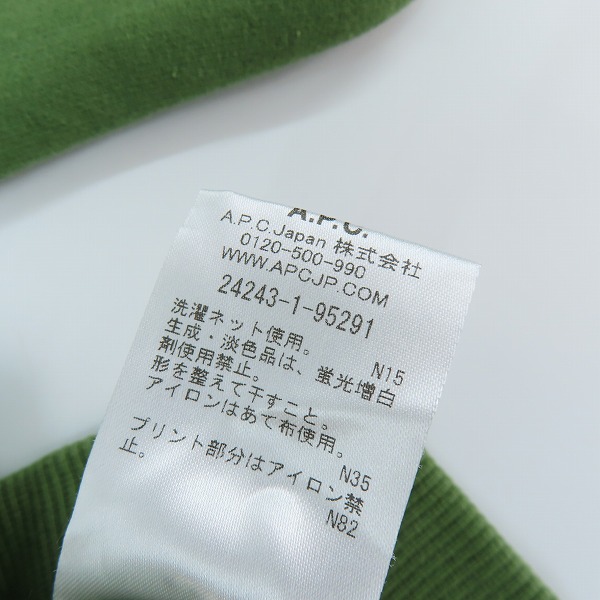 A.P.C.
A.P.C.Japan 株式会社
0120-500-990
WWW.APCJP.COM
24243-1-95291
洗濯ネット使用。 N15
生成・淡色品は、蛍光増白
剤使用禁止。
形を整えて干すこと。
アイロンはあて布使用。
N35
プリント部分はアイロン禁
止。 N82